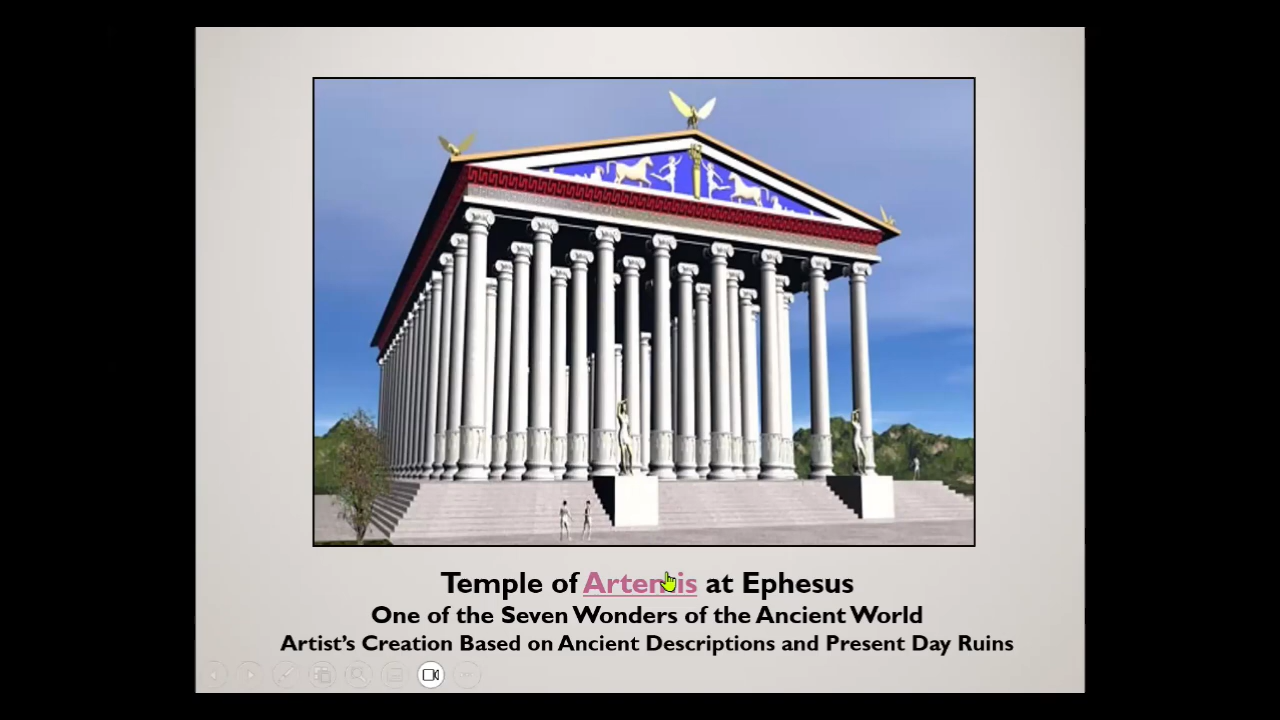 Temple of Artemis at Ephesus
One of the Seven Wonders of the Ancient World
Artist's Creation Based on Ancient Descriptions and Present Day Ruins